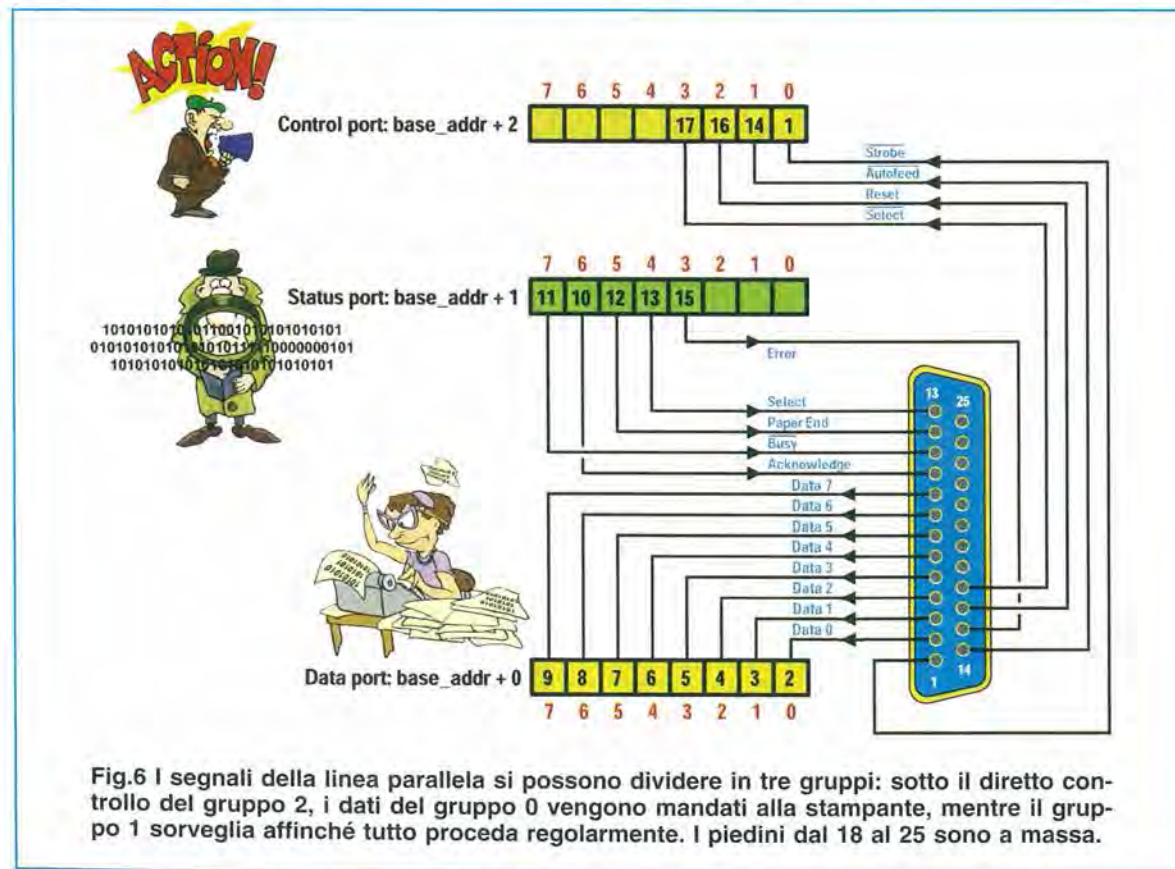 ACTION!
7 6 5 4 3 2 1 0
Control port: base_addr + 2
17 16 14 1
Strobe
Autofeed
Reset
Select
7 6 5 4 3 2 1 0
Status port: base_addr + 1
11 10 12 13 15
Error
13
25
Select
Paper End
Busy
Acknowledge
Data 7
Data 6
Data 5
Data 4
Data 3
Data 2
Data 1
Data 0
1
14
Data port: base_addr + 0
9 8 7 6 5 4 3 2
7 6 5 4 3 2 1 0
Fig.6 I segnali della linea parallela si possono dividere in tre gruppi: sotto il diretto con-
trollo del gruppo 2, i dati del gruppo 0 vengono mandati alla stampante, mentre il grup-
po 1 sorveglia affinché tutto proceda regolarmente. I piedini dal 18 al 25 sono a massa.